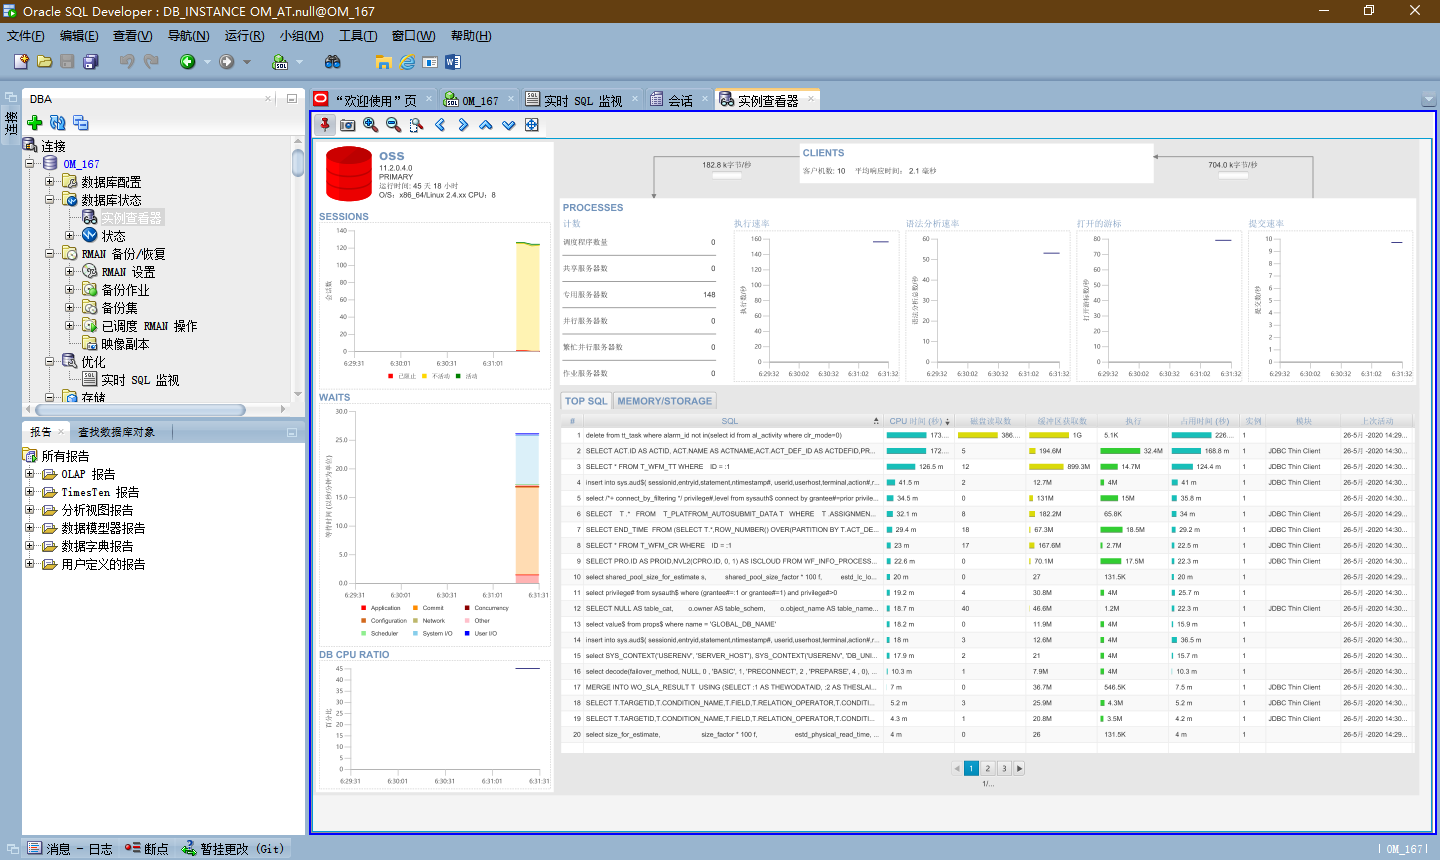 Oracle SQL Developer : DB_INSTANCE OM_AT.null@OM_167
文件(F) 编辑(E) 查看(V) 导航(N) 运行(R) 小组(M) 工具(T) 窗口(W) 帮助(H)
连接
DBA
连接
OM_167
数据库配置
数据库状态
实例查看器
状态
RMAN 备份/恢复
RMAN 设置
备份作业
备份集
已调度 RMAN 操作
映像副本
优化
实时 SQL 监视
存储
报告 查找数据库对象
所有报告
OLAP 报告
TimesTen 报告
分析视图报告
数据模型器报告
数据字典报告
用户定义的报告
“欢迎使用”页 OM_167 实时 SQL 监视 会话 实例查看器
OSS
11.2.0.4.0
PRIMARY
运行时间: 45 天 18 小时
O/S: x86_64/Linux 2.4.xx CPU: 8
SESSIONS
会话数
140
120
100
80
60
40
20
0
6:29:31 6:30:01 6:30:31 6:31:01
已阻止 不活动 活动
WAITS
等待时间 (以秒/分钟为单位)
30.0
25.0
20.0
15.0
10.0
5.0
0.0
6:29:31 6:30:01 6:30:31 6:31:01 6:31:31
Application Commit Concurrency
Configuration Network Other
Scheduler System I/O User I/O
DB CPU RATIO
百分比
45
40
35
30
25
20
15
10
5
0
6:29:31 6:30:01 6:30:31 6:31:01 6:31:31
182.8 k字节/秒
CLIENTS
客户机数: 10 平均响应时间: 2.1 毫秒
704.0 k字节/秒
PROCESSES
计数
调度程序数量 0
共享服务器数 0
专用服务器数 148
并行服务器数 0
繁忙并行服务器数 0
作业服务器数 0
执行速率
执行数/秒
160
140
120
100
80
60
40
20
0
6:30:32 6:31:02 6:31:32
语法分析速率
语法分析总数/秒
60
50
40
30
20
10
0
6:29:32 6:30:02 6:30:32 6:31:02 6:31:32
打开的游标
打开游标数/秒
80
70
60
50
40
30
20
10
0
6:29:32 6:30:02 6:30:32 6:31:02 6:31:32
提交速率
提交数/秒
10
9
8
7
6
5
4
3
2
1
0
6:29:32 6:30:02 6:30:32 6:31:02 6:31:32
TOP SQL MEMORY/STORAGE
# SQL CPU 时间 (秒) 磁盘读取数 缓冲区获取数 执行 占用时间 (秒) 实例 模块 上次活动
1 delete from tt_task where alarm_id not in(select id from al_activity where clr_mode=0) 173... 386... 1G 5.1K 226... 1 26-5月 -2020 14:29...
2 SELECT ACT.ID AS ACTID, ACT.NAME AS ACTNAME,ACT.ACT_DEF_ID AS ACTDEFID,PR... 172... 5 194.6M 32.4M 168.8 m 1 JDBC Thin Client 26-5月 -2020 14:30...
3 SELECT * FROM T_WFM_TT WHERE ID = :1 126.5 m 12 899.3M 14.7M 124.4 m 1 JDBC Thin Client 26-5月 -2020 14:30...
4 insert into sys.aud$( sessionid,entryid,statement,ntimestamp#, userid,userhost,terminal,action#,r... 41.5 m 2 12.7M 4M 41 m 1 JDBC Thin Client 26-5月 -2020 14:30...
5 select /*+ connect_by_filtering */ privilege#,level from sysauth$ connect by grantee#=prior privile... 34.5 m 0 131M 15M 35.8 m 1 26-5月 -2020 14:30...
6 SELECT T.* FROM T_PLATFROM_AUTOSUBMIT_DATA T WHERE T.ASSIGNMEN... 32.1 m 8 182.2M 65.8K 34 m 1 JDBC Thin Client 26-5月 -2020 14:29...
7 SELECT END_TIME FROM (SELECT T.*,ROW_NUMBER() OVER(PARTITION BY T.ACT_DE... 29.4 m 18 67.3M 18.5M 29.2 m 1 JDBC Thin Client 26-5月 -2020 14:30...
8 SELECT * FROM T_WFM_CR WHERE ID = :1 23 m 17 167.6M 2.7M 22.5 m 1 JDBC Thin Client 26-5月 -2020 14:30...
9 SELECT PRO.ID AS PROID,NVL2(CPRO.ID, 0, 1) AS ISCLOUD FROM WF_INFO_PROCESS... 22.6 m 0 70.1M 17.5M 22.3 m 1 JDBC Thin Client 26-5月 -2020 14:30...
10 select shared_pool_size_for_estimate s, shared_pool_size_factor * 100 f, estd_lc_lo... 20 m 0 27 131.5K 20 m 1 26-5月 -2020 14:29...
11 select privilege# from sysauth$ where (grantee#=:1 or grantee#=1) and privilege#>0 19.2 m 4 30.8M 4M 25.7 m 1 26-5月 -2020 14:30...
12 SELECT NULL AS table_cat, o.owner AS table_schem, o.object_name AS table_name... 18.7 m 40 46.6M 1.2M 22.3 m 1 JDBC Thin Client 26-5月 -2020 14:30...
13 select value$ from props$ where name = 'GLOBAL_DB_NAME' 18.2 m 0 11.9M 4M 15.9 m 1 26-5月 -2020 14:30...
14 insert into sys.aud$( sessionid,entryid,statement,ntimestamp#, userid,userhost,terminal,action#,r... 18 m 3 12.6M 4M 36.5 m 1 26-5月 -2020 14:30...
15 select SYS_CONTEXT('USERENV', 'SERVER_HOST'), SYS_CONTEXT('USERENV', 'DB_UNI... 17.9 m 2 21 4M 15.7 m 1 26-5月 -2020 14:30...
16 select decode(failover_method, NULL, 0 , 'BASIC', 1, 'PRECONNECT', 2 , 'PREPARSE', 4 , 0), ... 10.3 m 1 7.9M 4M 10.3 m 1 26-5月 -2020 14:30...
17 MERGE INTO WO_SLA_RESULT T USING (SELECT :1 AS THEWODATAID, :2 AS THESLAI... 7 m 0 36.7M 546.5K 7.5 m 1 JDBC Thin Client 26-5月 -2020 14:30...
18 SELECT T.TARGETID,T.CONDITION_NAME,T.FIELD,T.RELATION_OPERATOR,T.CONDITI... 5.2 m 3 25.9M 4.3M 5.2 m 1 JDBC Thin Client 26-5月 -2020 14:30...
19 SELECT T.TARGETID,T.CONDITION_NAME,T.FIELD,T.RELATION_OPERATOR,T.CONDITI... 4.3 m 1 20.8M 3.5M 4.2 m 1 JDBC Thin Client 26-5月 -2020 14:30...
20 select size_for_estimate, size_factor * 100 f, estd_physical_read_time, ... 4 m 0 26 131.5K 4 m 1 26-5月 -2020 14:29...
1 2 3
1/...
消息 - 日志 断点 暂挂更改 (Git) OM_167